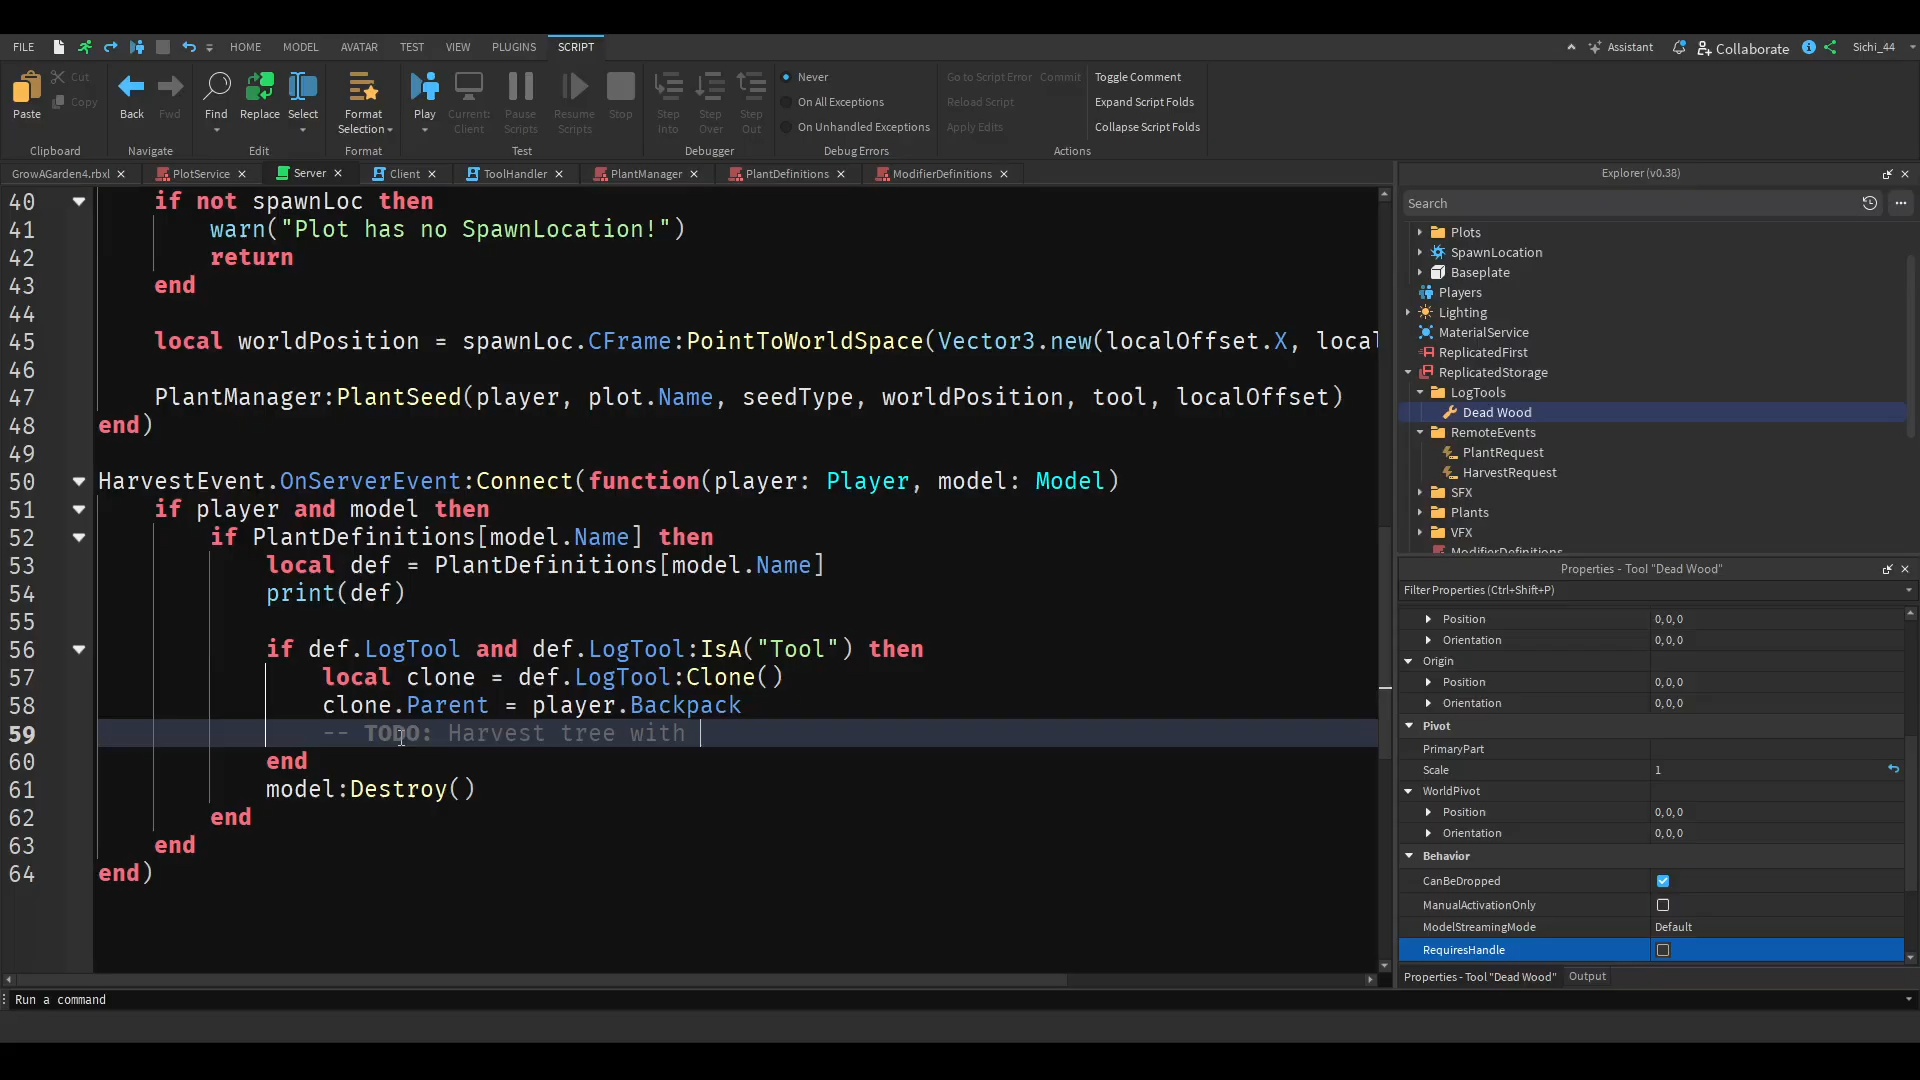 FILE HOME MODEL AVATAR TEST VIEW PLUGINS SCRIPT Assistant Collaborate Sichi_44
Paste Cut Copy Back Fwd Find Replace Select Format Selection Play Current: Client Pause Scripts Resume Scripts Stop Step Into Step Over Step Out
Never Go to Script Error Commit Toggle Comment
On All Exceptions Reload Script Expand Script Folds
On Unhandled Exceptions Apply Edits Collapse Script Folds
Clipboard Navigate Edit Format Test Debugger Debug Errors Actions
GrowAGarden4.rbxl PlotService Server Client ToolHandler PlantManager PlantDefinitions ModifierDefinitions
40 if not spawnLoc then
41 warn("Plot has no SpawnLocation!")
42 return
43 end
44
45 local worldPosition = spawnLoc.CFrame:PointToWorldSpace(Vector3.new(localOffset.X, local
46
47 PlantManager:PlantSeed(player, plot.Name, seedType, worldPosition, tool, localOffset)
48 end)
49
50 HarvestEvent.OnServerEvent:Connect(function(player: Player, model: Model)
51 if player and model then
52 if PlantDefinitions[model.Name] then
53 local def = PlantDefinitions[model.Name]
54 print(def)
55
56 if def.LogTool and def.LogTool:IsA("Tool") then
57 local clone = def.LogTool:Clone()
58 clone.Parent = player.Backpack
59 -- TODO: Harvest tree with
60 end
61 model:Destroy()
62 end
63 end
64 end)
Explorer (v0.38)
Search
Plots
SpawnLocation
Baseplate
Players
Lighting
MaterialService
ReplicatedFirst
ReplicatedStorage
LogTools
Dead Wood
RemoteEvents
PlantRequest
HarvestRequest
SFX
Plants
VFX
ModifierDefinitions
Properties - Tool "Dead Wood"
Filter Properties (Ctrl+Shift+P)
Position 0, 0, 0
Orientation 0, 0, 0
Origin
Position 0, 0, 0
Orientation 0, 0, 0
Pivot
PrimaryPart
Scale 1
WorldPivot
Position 0, 0, 0
Orientation 0, 0, 0
Behavior
CanBeDropped
ManualActivationOnly
ModelStreamingMode Default
RequiresHandle
Properties - Tool "Dead Wood" Output
Run a command